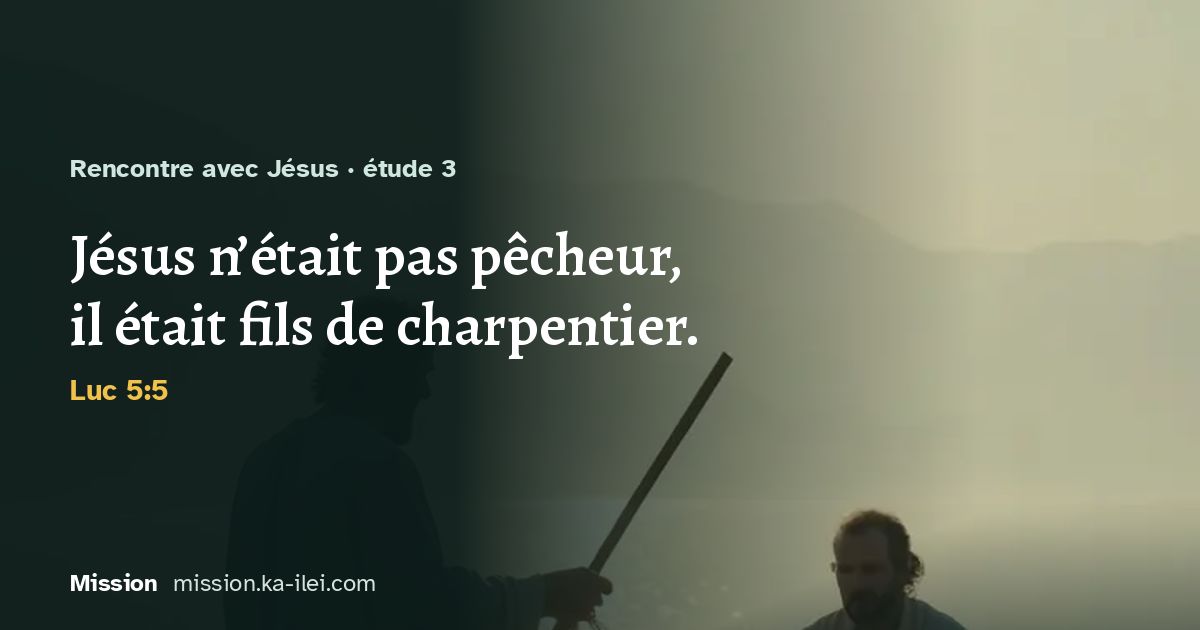 Rencontre avec Jésus · étude 3
Jésus n’était pas pêcheur,
il était fils de charpentier.
Luc 5:5
Mission mission.ka-ilei.com